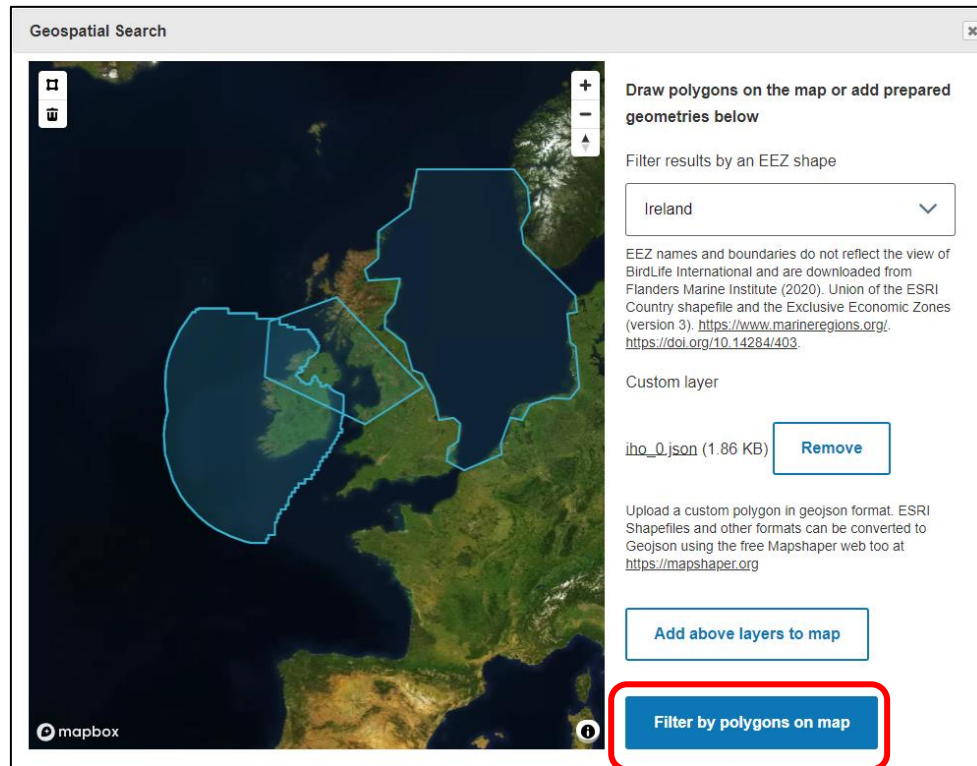 Geospatial Search
Draw polygons on the map or add prepared
geometries below
Filter results by an EEZ shape
Ireland
EEZ names and boundaries do not reflect the view of
BirdLife International and are downloaded from
Flanders Marine Institute (2020). Union of the ESRI
Country shapefile and the Exclusive Economic Zones
(version 3). https://www.marineregions.org/.
https://doi.org/10.14284/403.
Custom layer
iho_0.json (1.86 KB) Remove
Upload a custom polygon in geojson format. ESRI
Shapefiles and other formats can be converted to
Geojson using the free Mapshaper web too at
https://mapshaper.org
Add above layers to map
Filter by polygons on map
mapbox